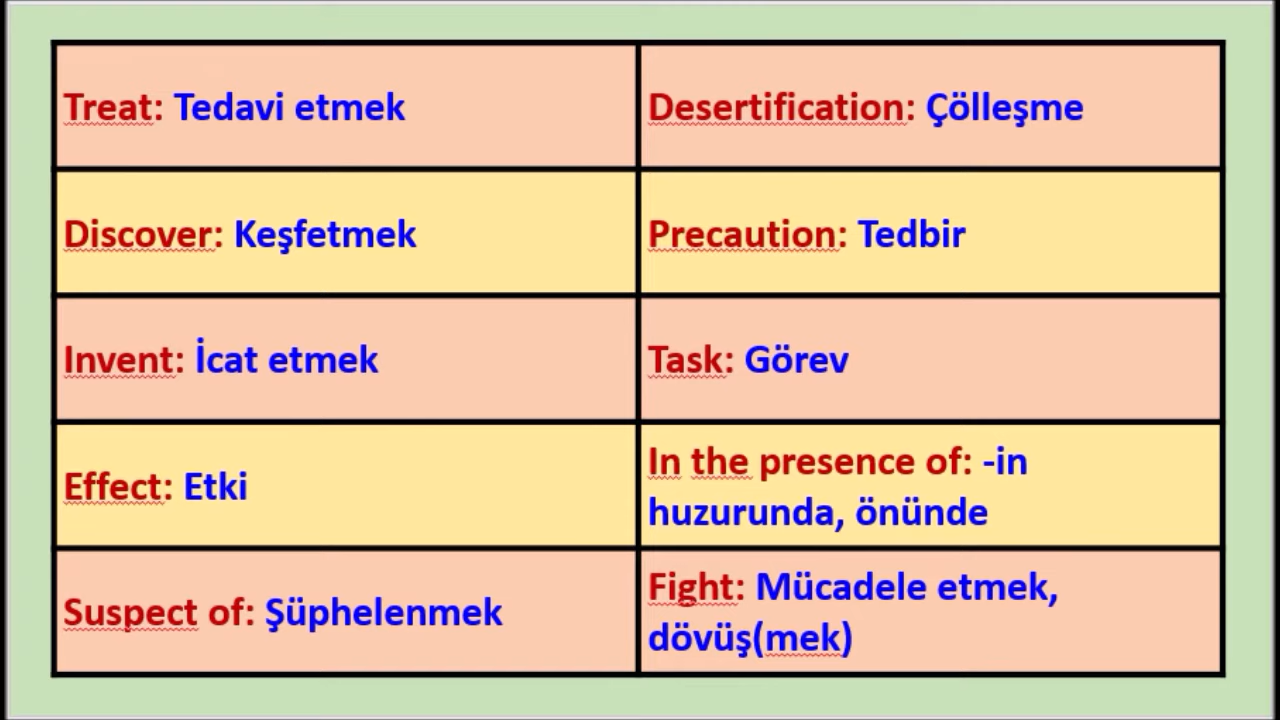 Treat: Tedavi etmek
Desertification: Çölleşme
Discover: Keşfetmek
Precaution: Tedbir
Invent: İcat etmek
Task: Görev
Effect: Etki
In the presence of: -in
huzurunda, önünde
Suspect of: Şüphelenmek
Fight: Mücadele etmek,
dövüş(mek)